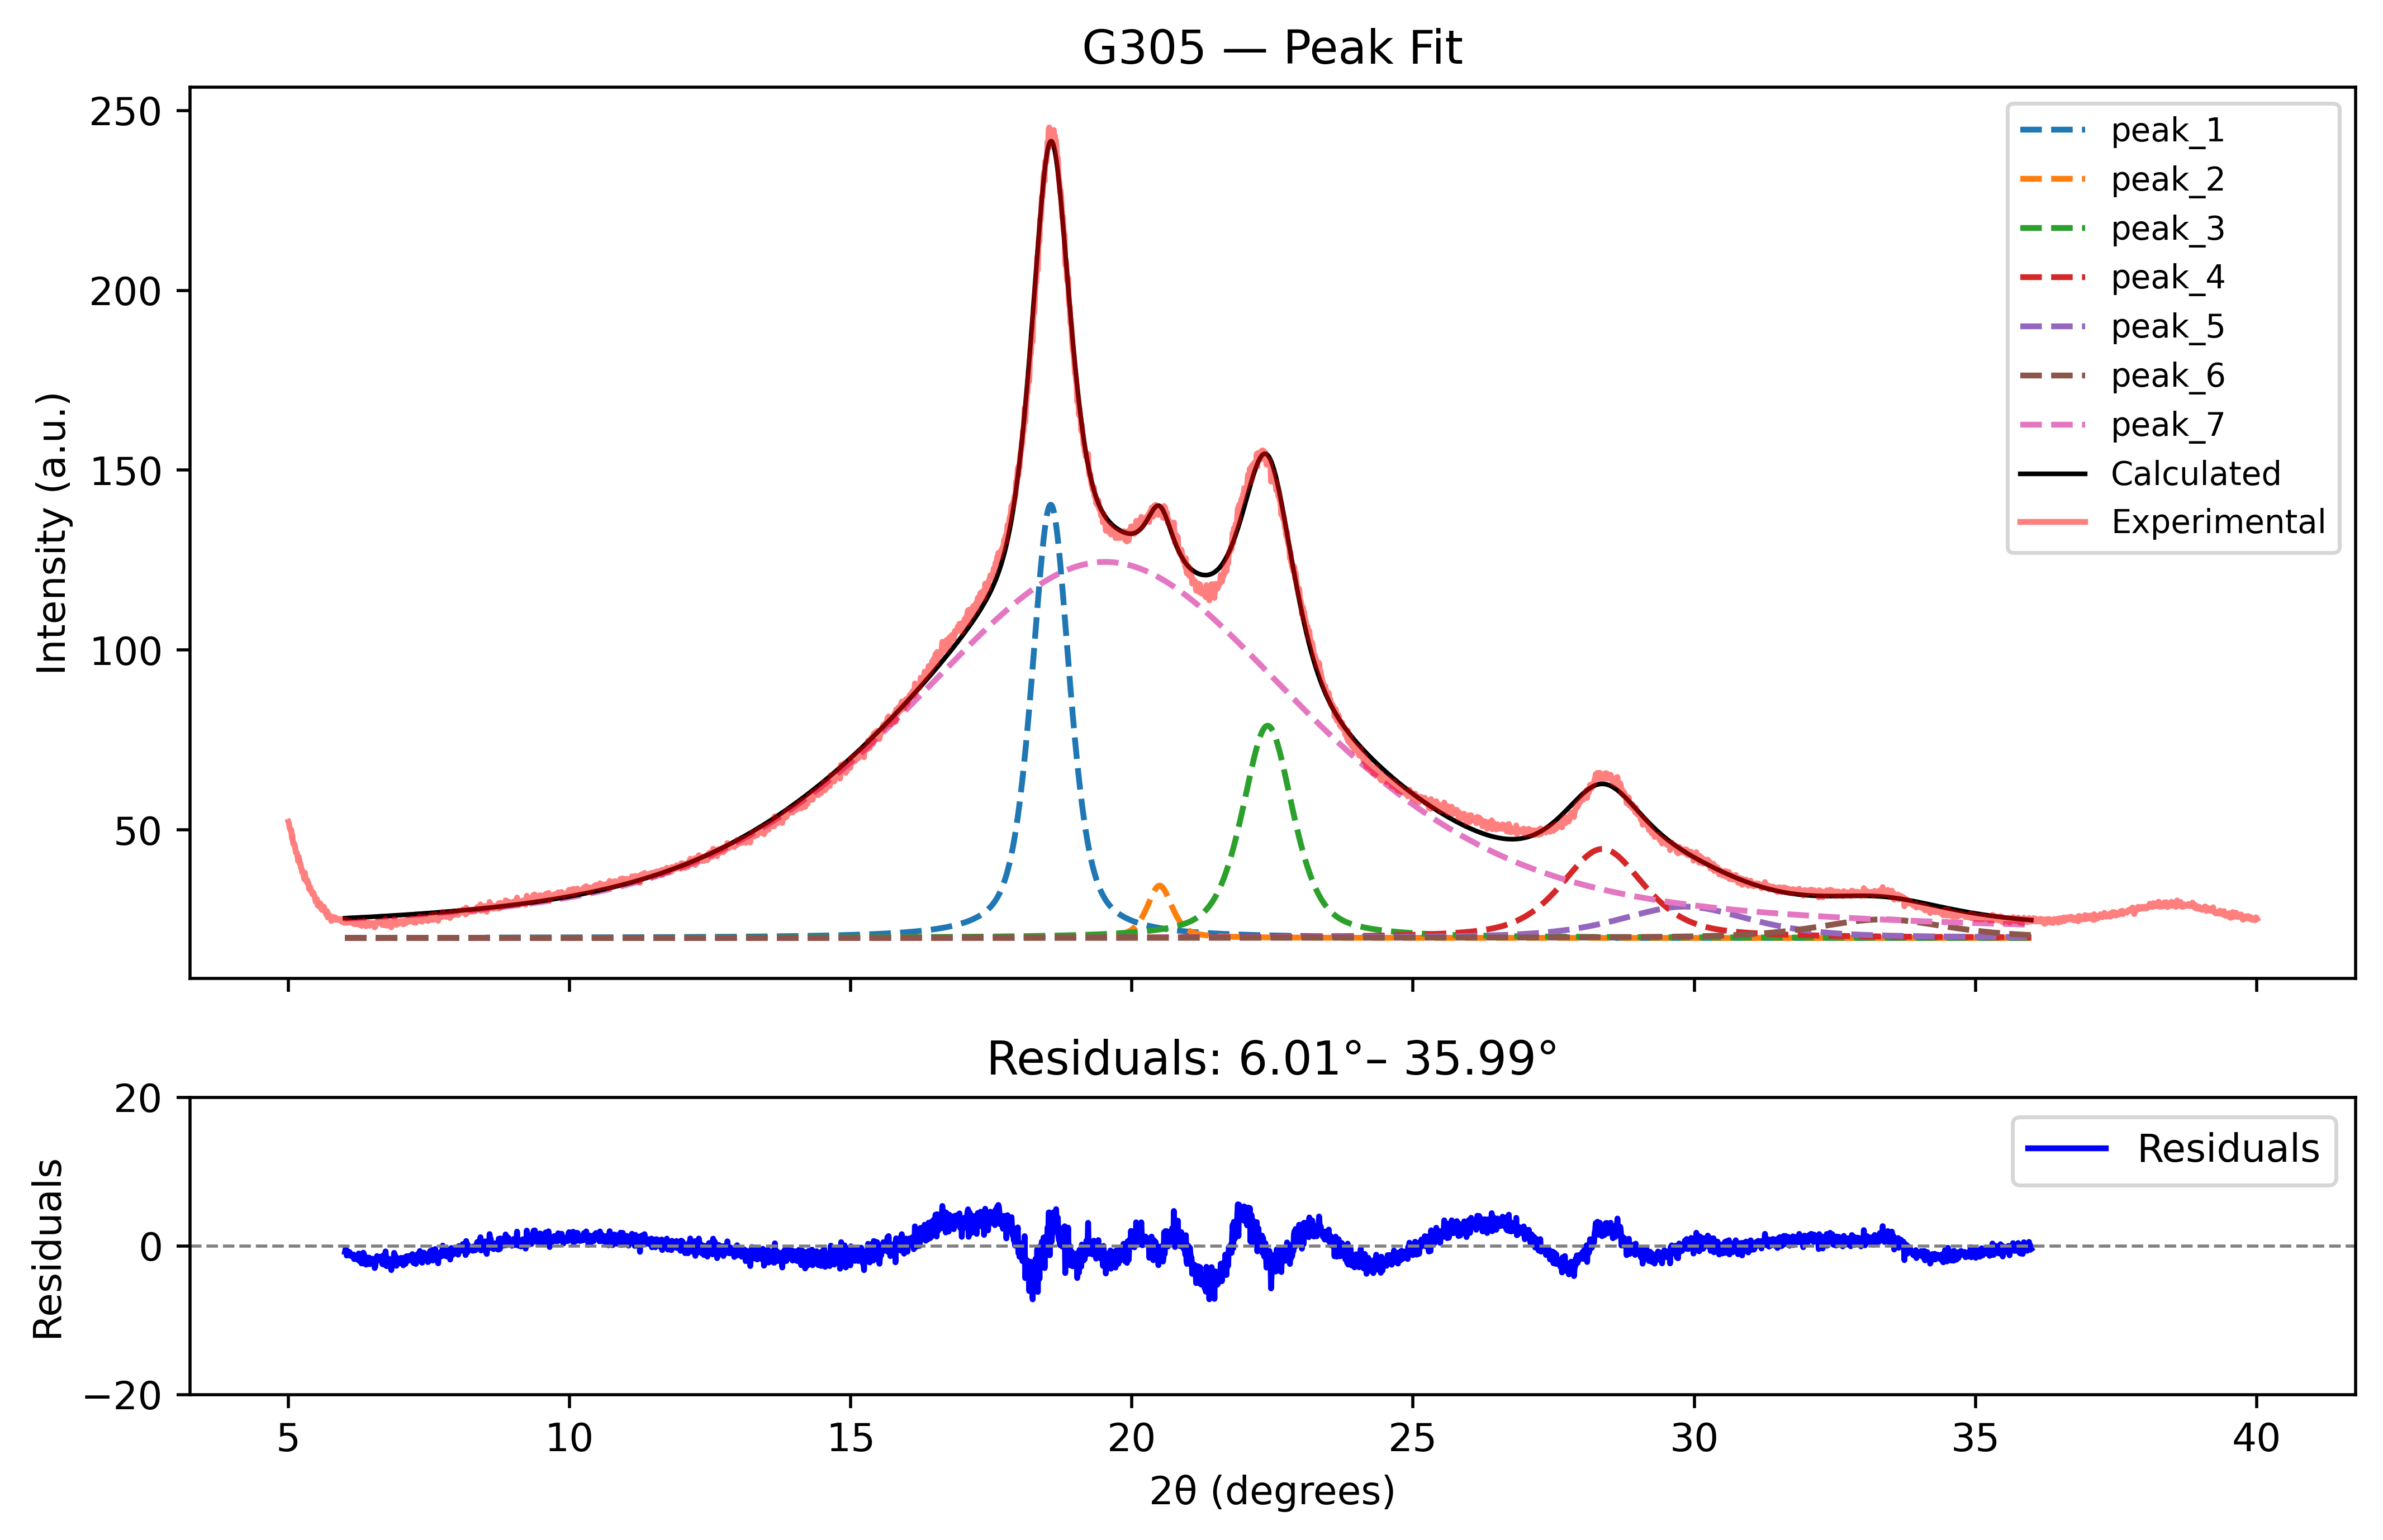 G305 — Peak Fit
250
200
150
100
50
Intensity (a.u.)
peak_1
peak_2
peak_3
peak_4
peak_5
peak_6
peak_7
Calculated
Experimental
Residuals: 6.01°– 35.99°
20
0
−20
Residuals
Residuals
5 10 15 20 25 30 35 40
2θ (degrees)